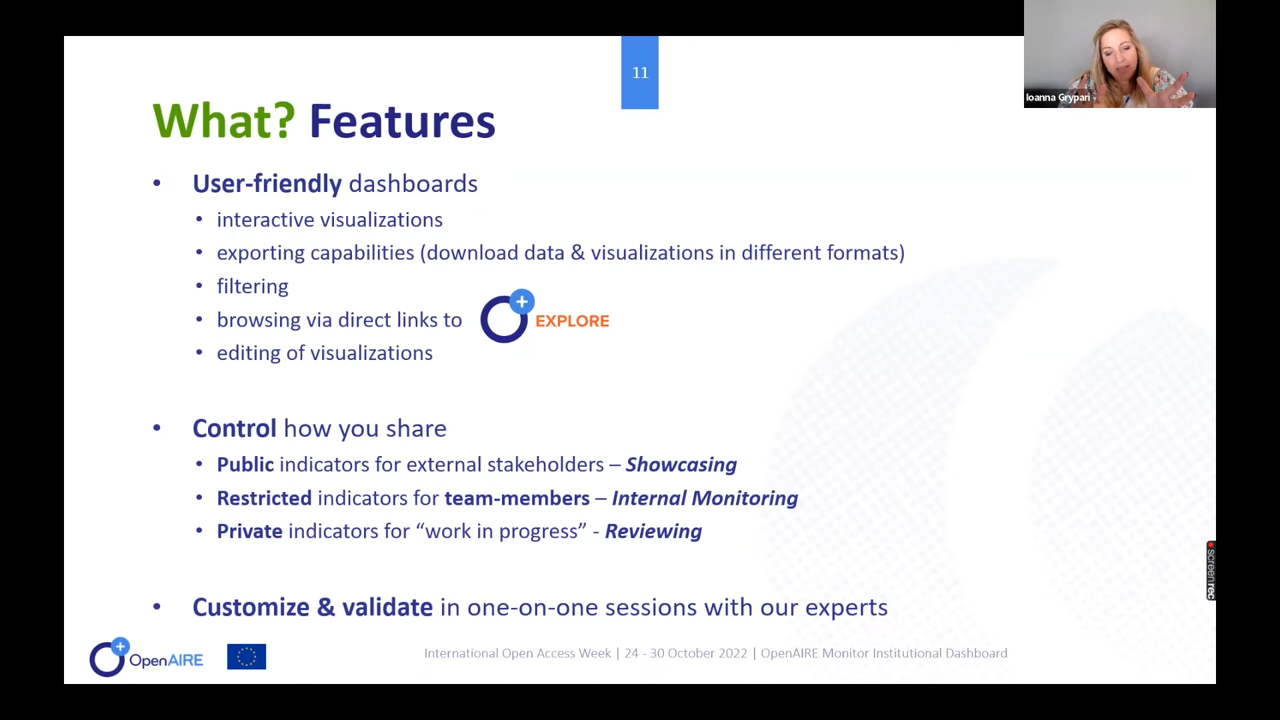 11
Ioanna Grypari
What? Features
• User-friendly dashboards
• interactive visualizations
• exporting capabilities (download data & visualizations in different formats)
• filtering
• browsing via direct links to EXPLORE
• editing of visualizations
• Control how you share
• Public indicators for external stakeholders – Showcasing
• Restricted indicators for team-members – Internal Monitoring
• Private indicators for “work in progress” - Reviewing
• Customize & validate in one-on-one sessions with our experts
OpenAIRE
International Open Access Week | 24 - 30 October 2022 | OpenAIRE Monitor Institutional Dashboard
screenrec